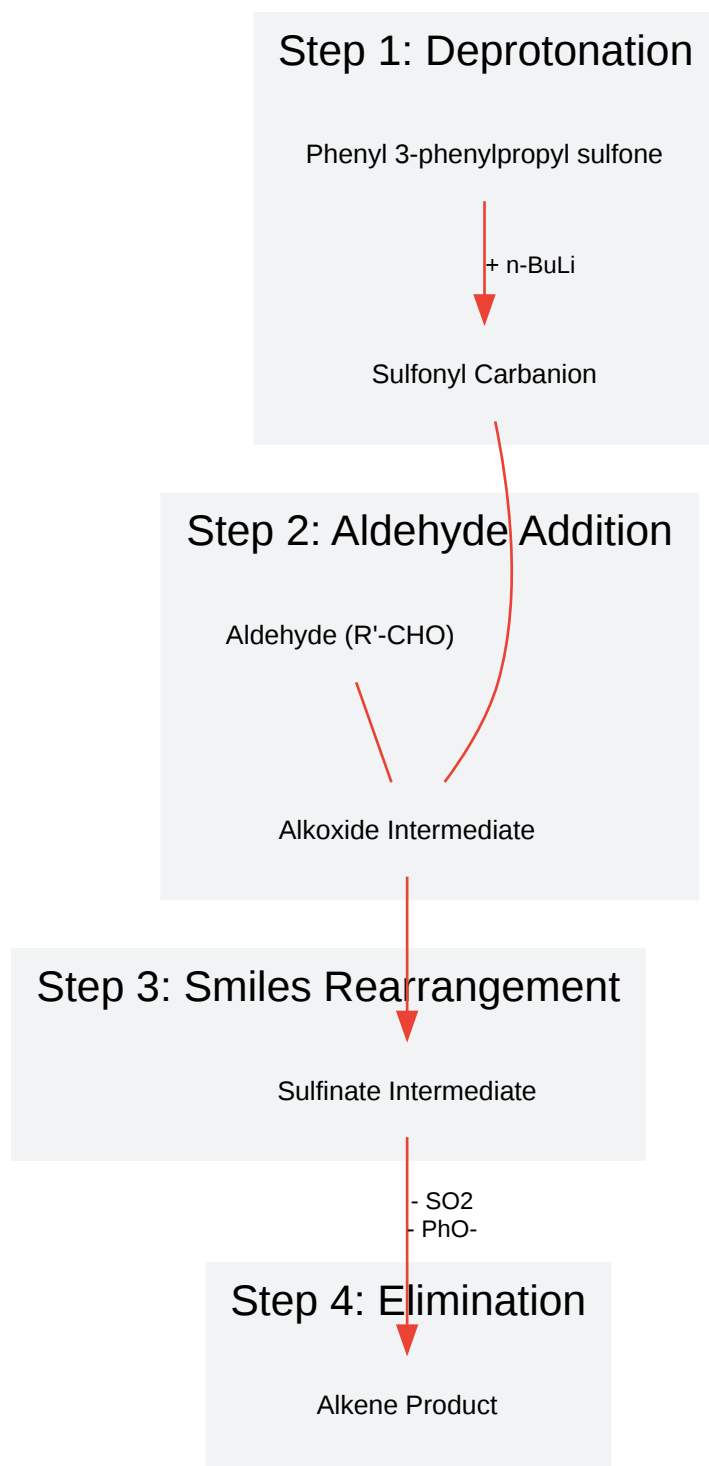 Step 1: Deprotonation
Phenyl 3-phenylpropyl sulfone
+ n-BuLi
Sulfonyl Carbanion
Step 2: Aldehyde Addition
Aldehyde (R'-CHO)
Alkoxide Intermediate
Step 3: Smiles Rearrangement
Sulfinate Intermediate
- SO2
- PhO-
Step 4: Elimination
Alkene Product